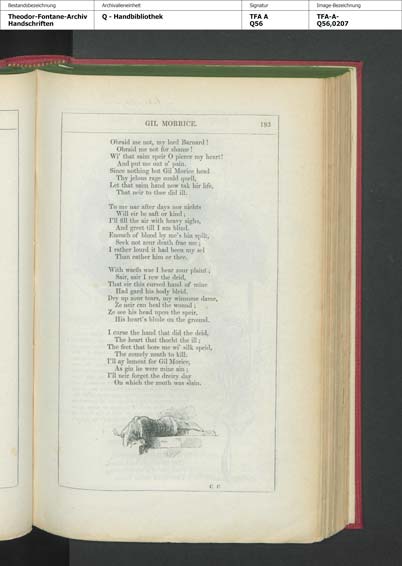 Bestandsbezeichnung
Theodor-Fontane-Archiv
Handschriften
Archivalieneinheit
Q - Handbibliothek
Signatur
TFA A
Q56
Image-Bezeichnung
TFA-A-
Q56,0207
GIL MORRICE. 193
Obraid me not, my lord Barnard!
Obraid me not for shame!
Wi' that saim speir O pierce my heart!
And put me out o' pain.
Since nothing but Gil Morice head
Thy jelous rage could quell,
Let that saim hand now tak hir life,
That neir to thee did ill.
To me nae after days nor nichts
Will eir be saft or kind;
I'll fill the air with heavy sighs,
And greet till I am blind.
Enouch of blood by me's bin spilt,
Seek not zour death frae me;
I rather lourd it had been my sel
Than eather him or thee.
With waefo wae I hear zour plaint;
Sair, sair I rew the deid,
That eir this cursed hand of mine
Had gard his body bleid.
Dry up zour tears, my winsome dame,
Ze neir can heal the wound;
Ze see his head upon the speir,
His heart's blude on the ground.
I curse the hand that did the deid,
The heart that thocht the ill;
The feet that bore me wi' silk speid,
The comely zouth to kill.
I'll ay lament for Gil Morice,
As gin he were mine ain;
I'll neir forget the dreiry day
On which the zouth was slain.
C C